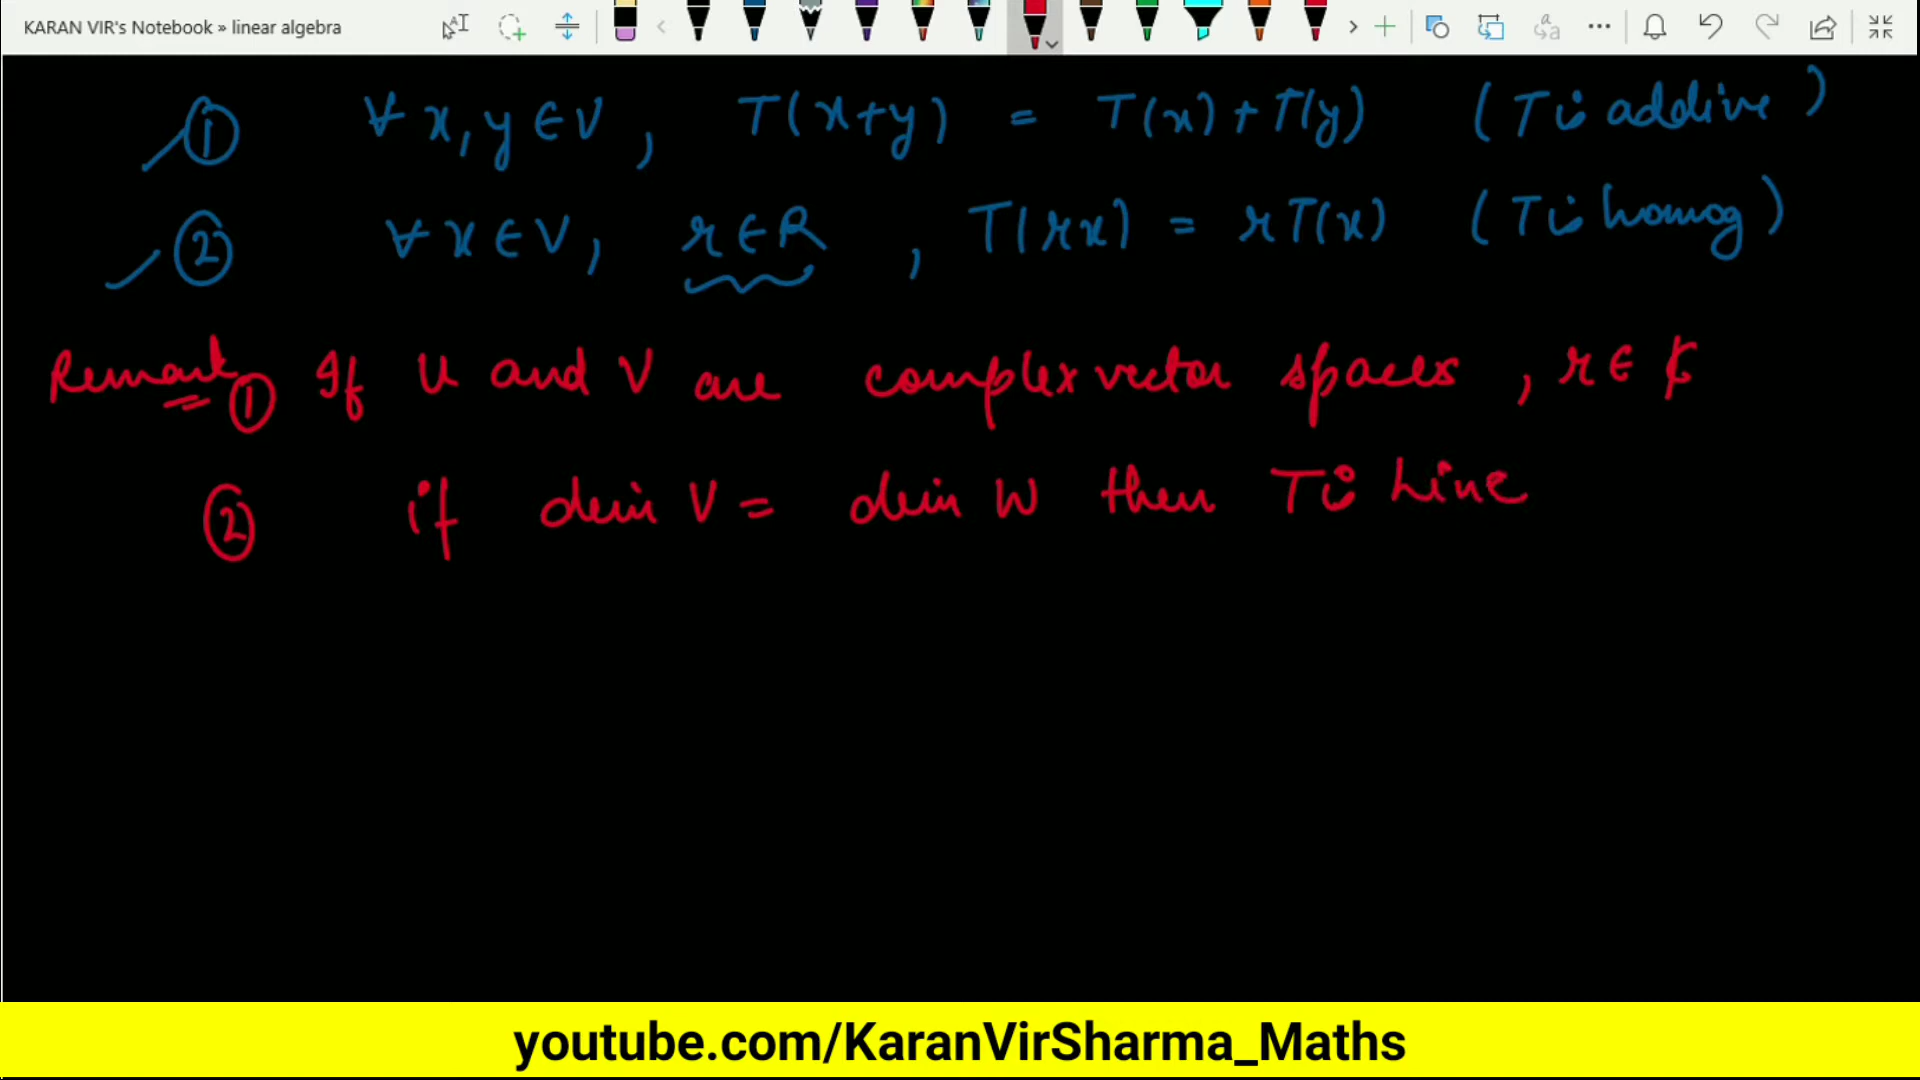 KARAN VIR's Notebook » linear algebra
① ∀ x, y ∈ V, T(x+y) = T(x) + T(y) (T is addive)
② ∀ x ∈ V, r ∈ R, T(rx) = rT(x) (T is homog)
Remark ① If U and V are complex vector spaces, r ∈ ₵
② if dim V = dim W then T is Line
youtube.com/KaranVirSharma_Maths